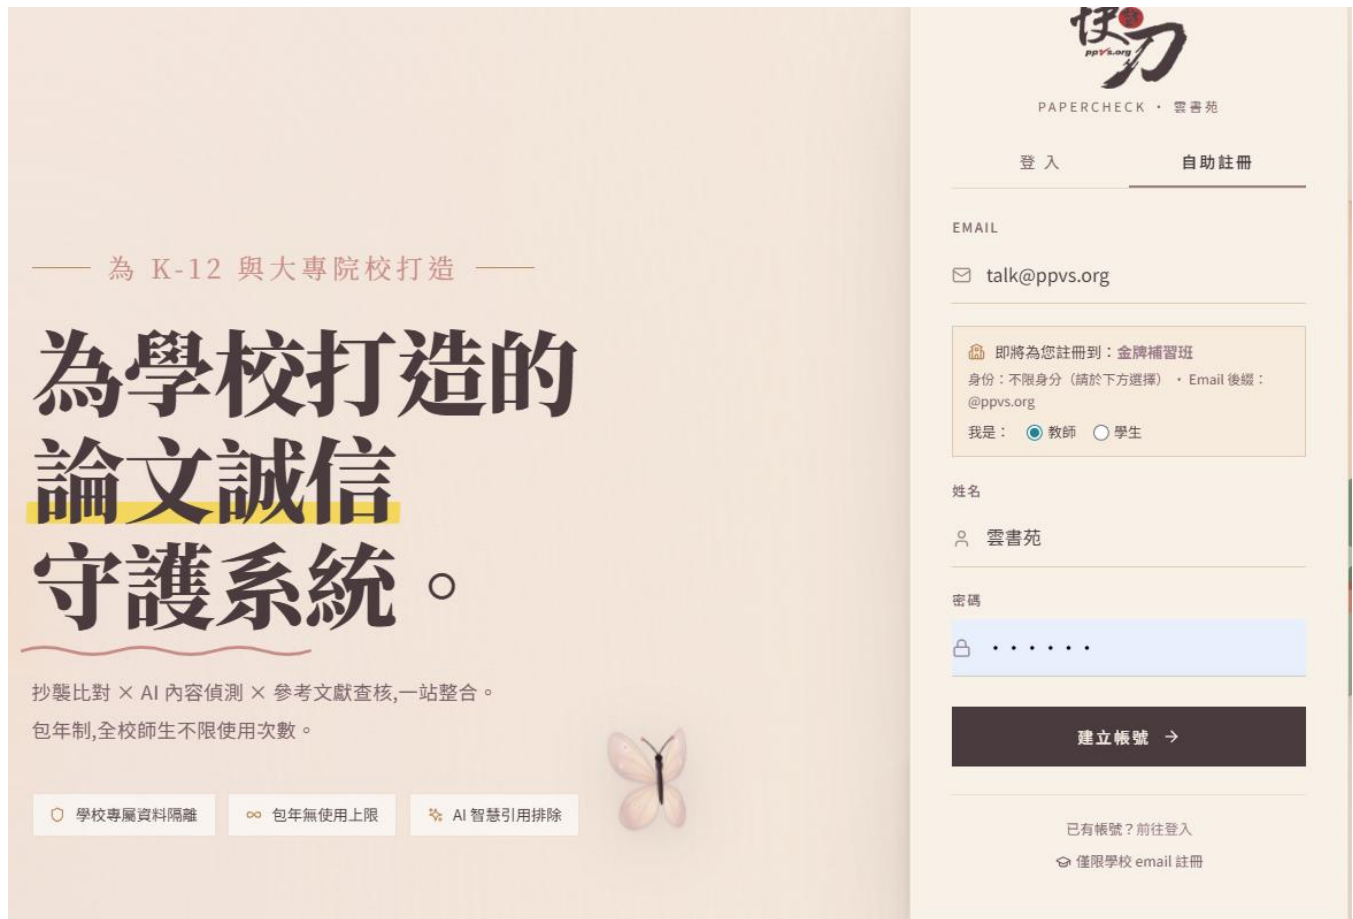 為 K-12 與大專院校打造
為學校打造的
論文誠信
守護系統。
抄襲比對 × AI 內容偵測 × 參考文獻查核,一站整合。
包年制,全校師生不限使用次數。
學校專屬資料隔離
包年無使用上限
AI 智慧引用排除
快刀
ppvs.org
PAPERCHECK · 雲書苑
登 入
自助註冊
EMAIL
talk@ppvs.org
即將為您註冊到：金牌補習班
身份：不限身分（請於下方選擇） · Email 後綴：
@ppvs.org
我是： 教師 學生
姓名
雲書苑
密碼
••••••
建立帳號 →
已有帳號？前往登入
僅限學校 email 註冊